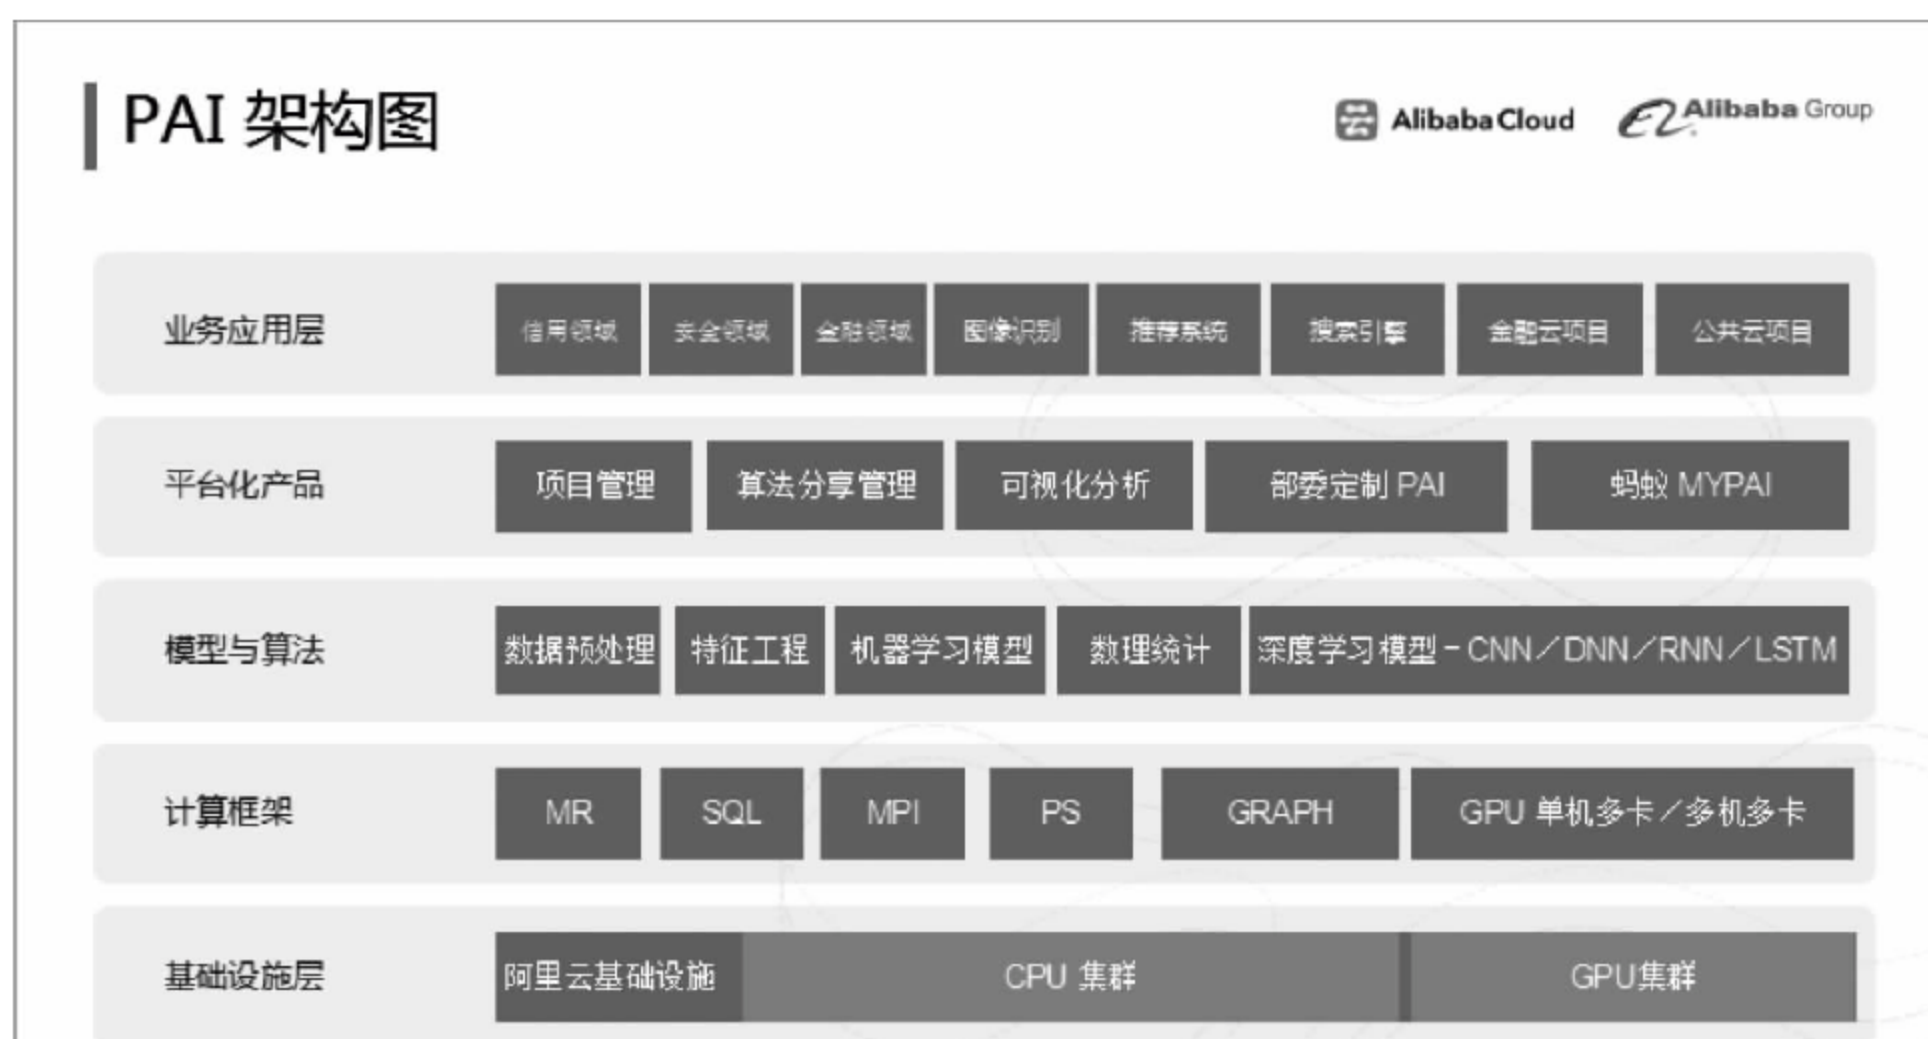 PAI 架构图
Alibaba Cloud
Alibaba Group
业务应用层 信用领域 安全领域 金融领域 图像识别 推荐系统 搜索引擎 金融云项目 公共云项目
平台化产品 项目管理 算法分享管理 可视化分析 部委定制 PAI 蚂蚁 MYPAI
模型与算法 数据预处理 特征工程 机器学习模型 数理统计 深度学习模型－CNN／DNN／RNN／LSTM
计算框架 MR SQL MPI PS GRAPH GPU 单机多卡／多机多卡
基础设施层 阿里云基础设施 CPU 集群 GPU集群